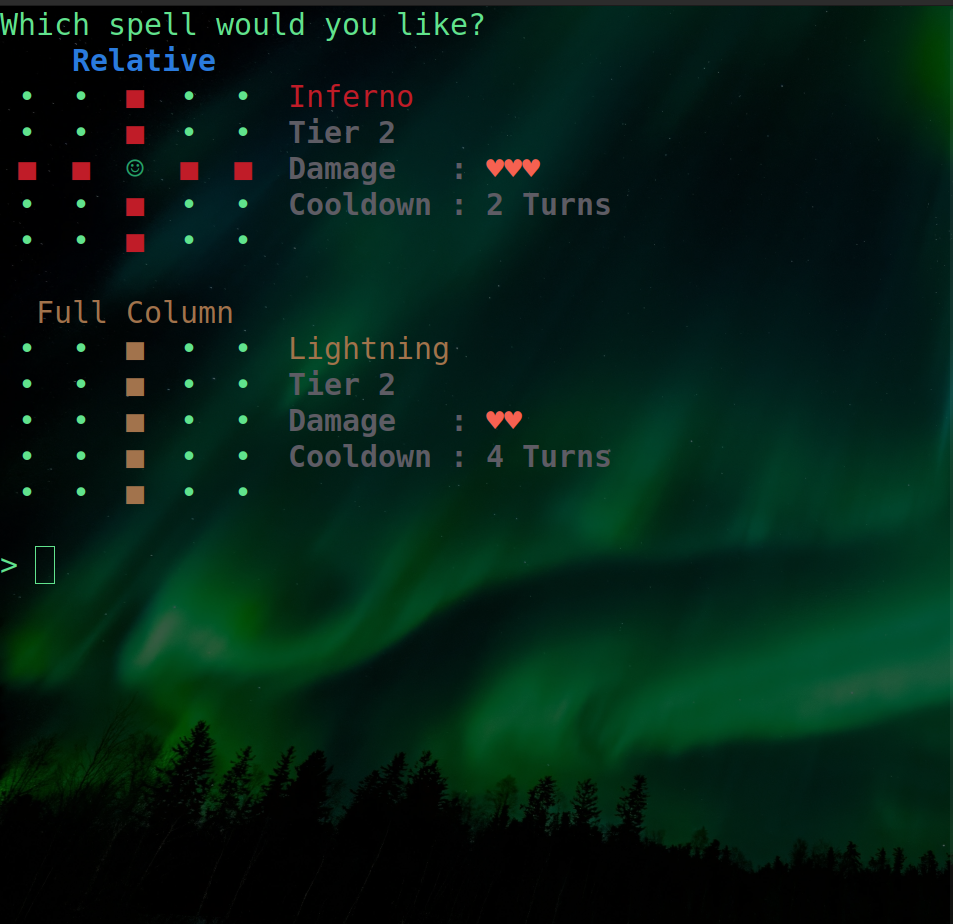 Which spell would you like?
Relative
• • ■ • • Inferno
• • ■ • • Tier 2
■ ■ ☺ ■ ■ Damage : ♥♥♥
• • ■ • • Cooldown : 2 Turns
• • ■ • •
Full Column
• • ■ • • Lightning
• • ■ • • Tier 2
• • ■ • • Damage : ♥♥
• • ■ • • Cooldown : 4 Turns
• • ■ • •
>